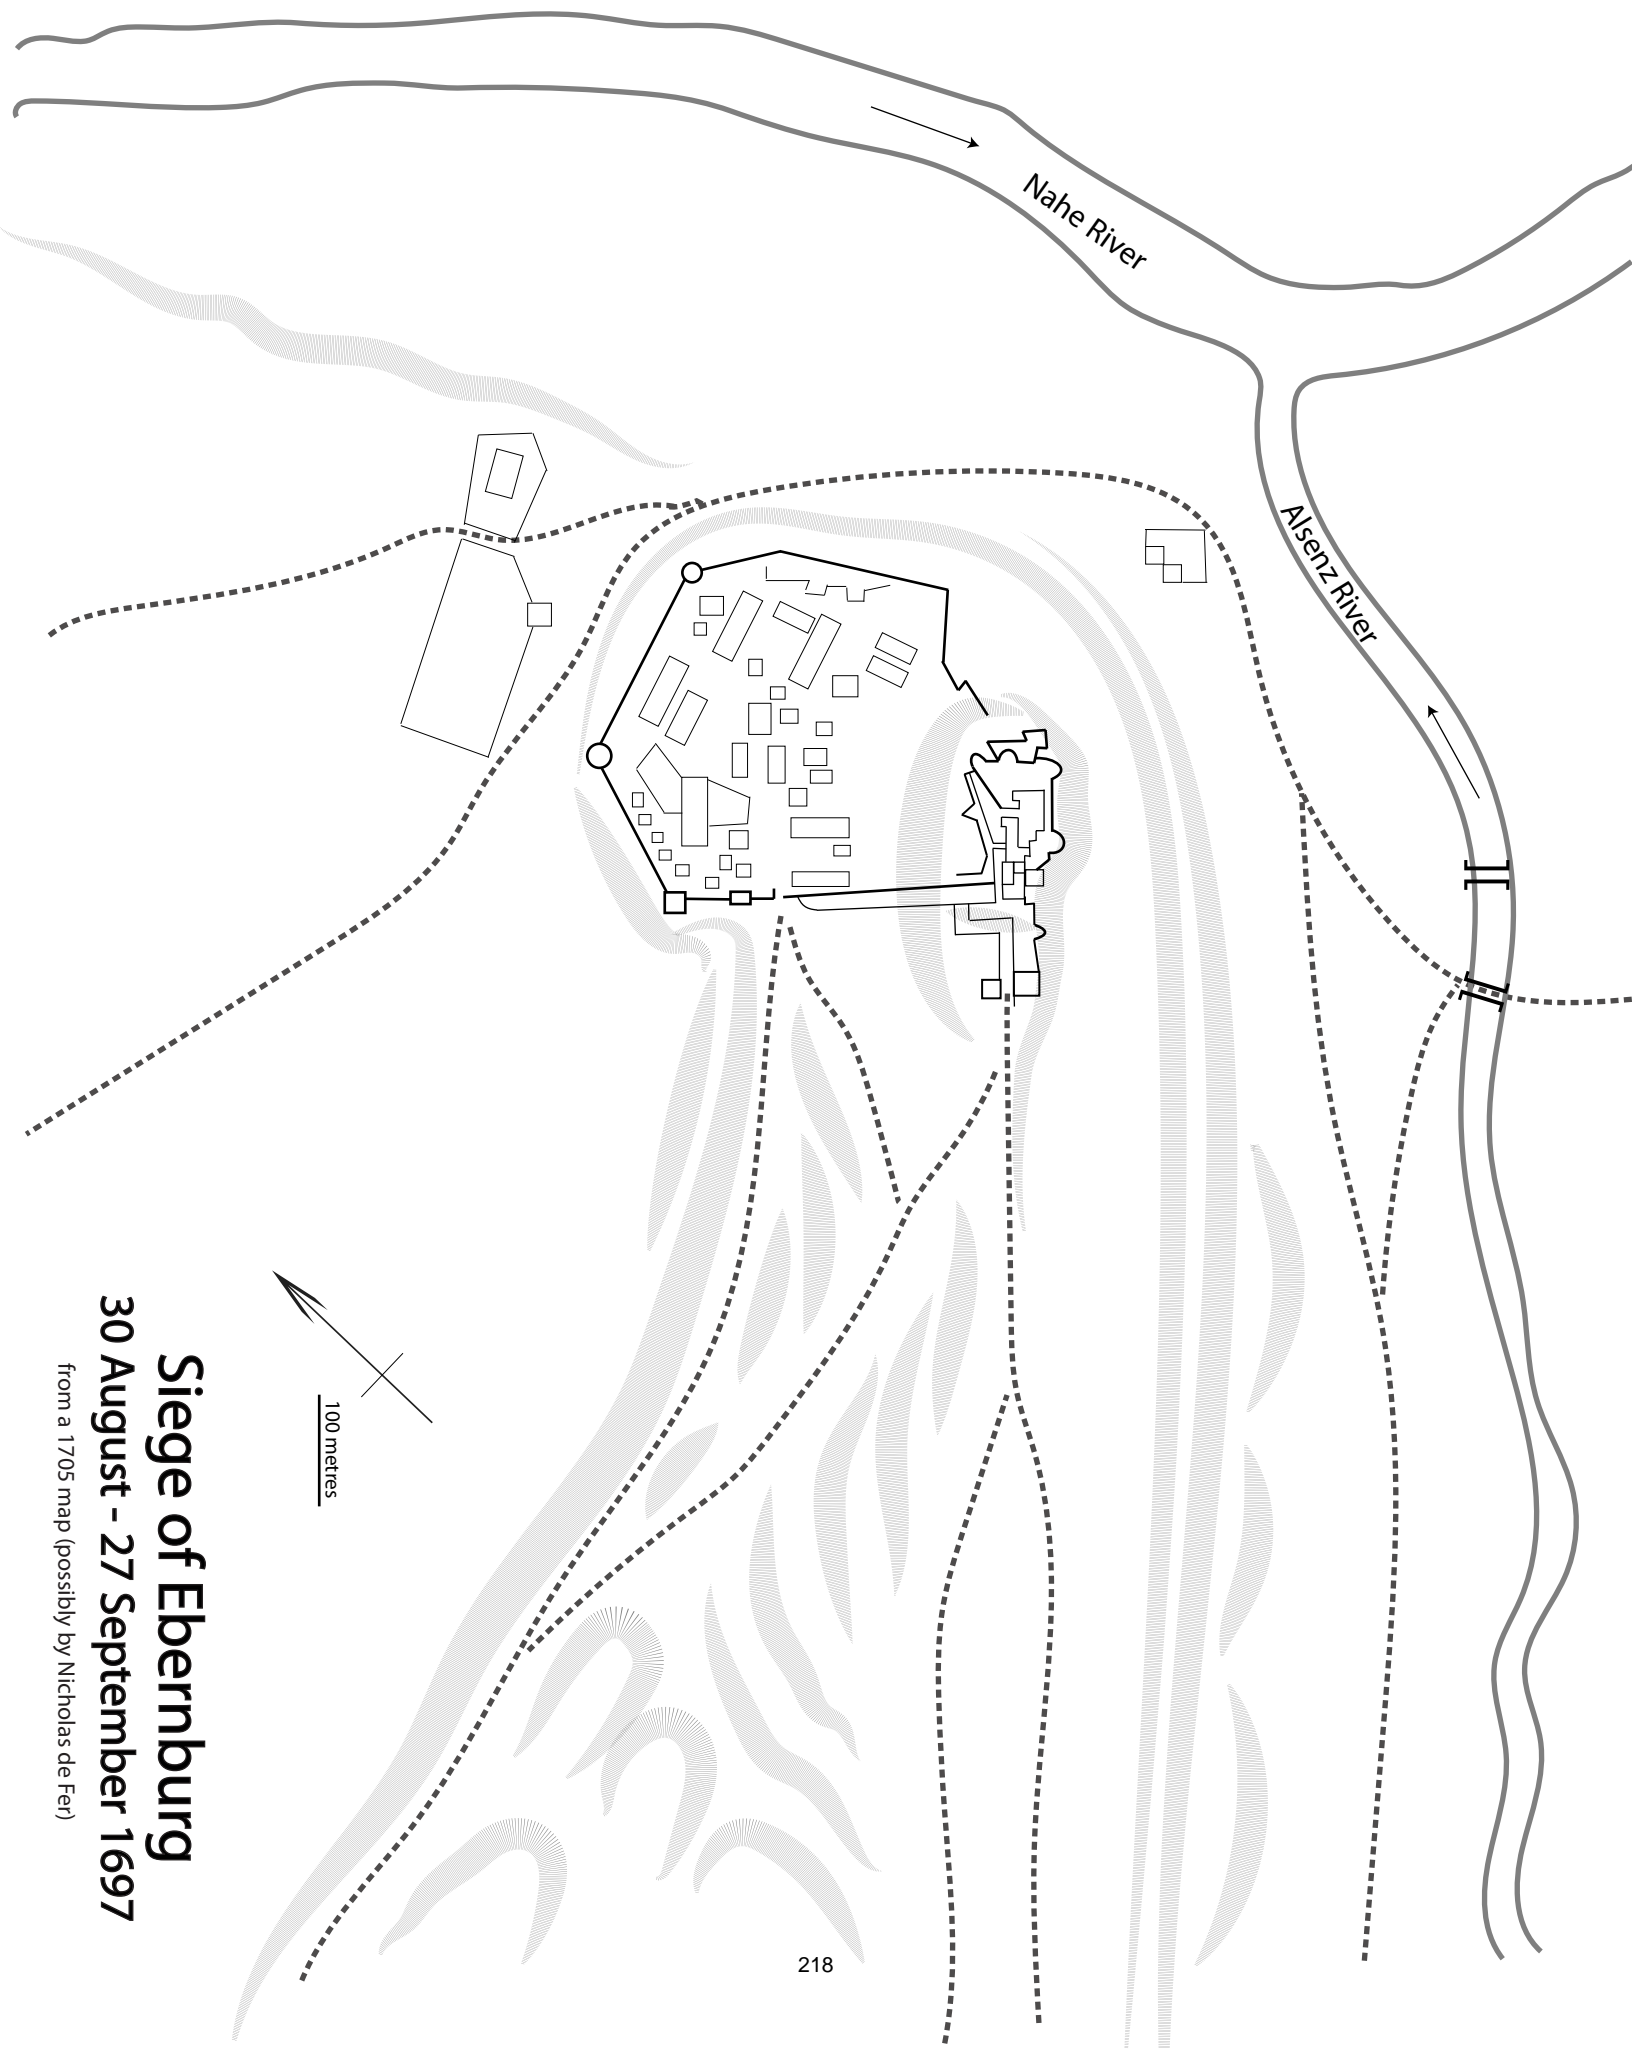 Nahe River
Alsenz River
Siege of Ebernburg
30 August - 27 September 1697
from a 1705 map (possibly by Nicholas de Fer)
100 metres
218